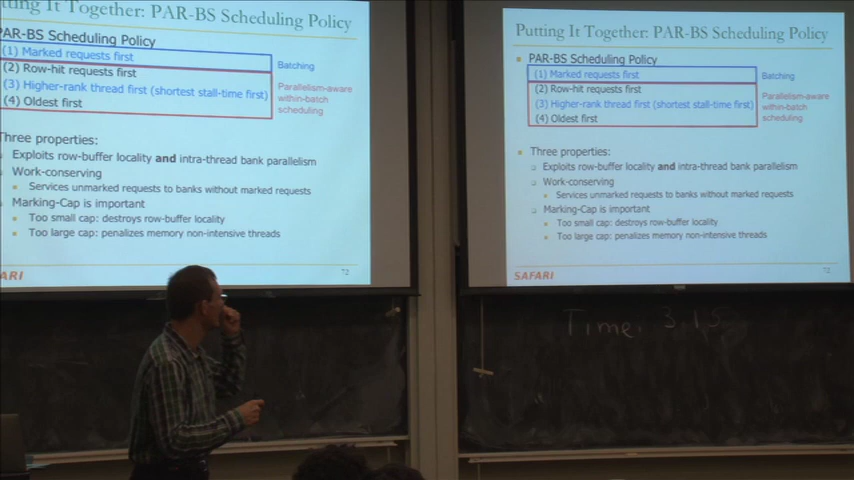 tting It Together: PAR-BS Scheduling Policy
PAR-BS Scheduling Policy
(1) Marked requests first
Batching
(2) Row-hit requests first
(3) Higher-rank thread first (shortest stall-time first)
(4) Oldest first
Parallelism-aware
within-batch
scheduling
Three properties:
Exploits row-buffer locality and intra-thread bank parallelism
Work-conserving
Services unmarked requests to banks without marked requests
Marking-Cap is important
Too small cap: destroys row-buffer locality
Too large cap: penalizes memory non-intensive threads
ARI
72
Putting It Together: PAR-BS Scheduling Policy
PAR-BS Scheduling Policy
(1) Marked requests first
Batching
(2) Row-hit requests first
(3) Higher-rank thread first (shortest stall-time first)
(4) Oldest first
Parallelism-aware
within-batch
scheduling
Three properties:
Exploits row-buffer locality and intra-thread bank parallelism
Work-conserving
Services unmarked requests to banks without marked requests
Marking-Cap is important
Too small cap: destroys row-buffer locality
Too large cap: penalizes memory non-intensive threads
SAFARI
72
Time, 3.15